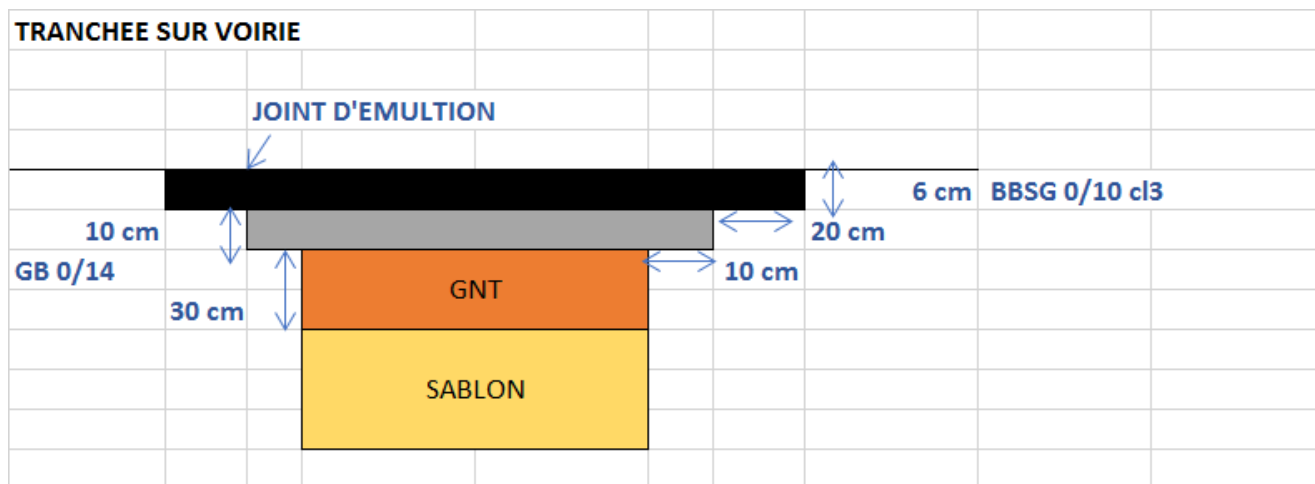 TRANCHEE SUR VOIRIE
JOINT D'EMULTION
6 cm BBSG 0/10 cl3
10 cm
20 cm
GB 0/14
GNT
10 cm
30 cm
SABLON